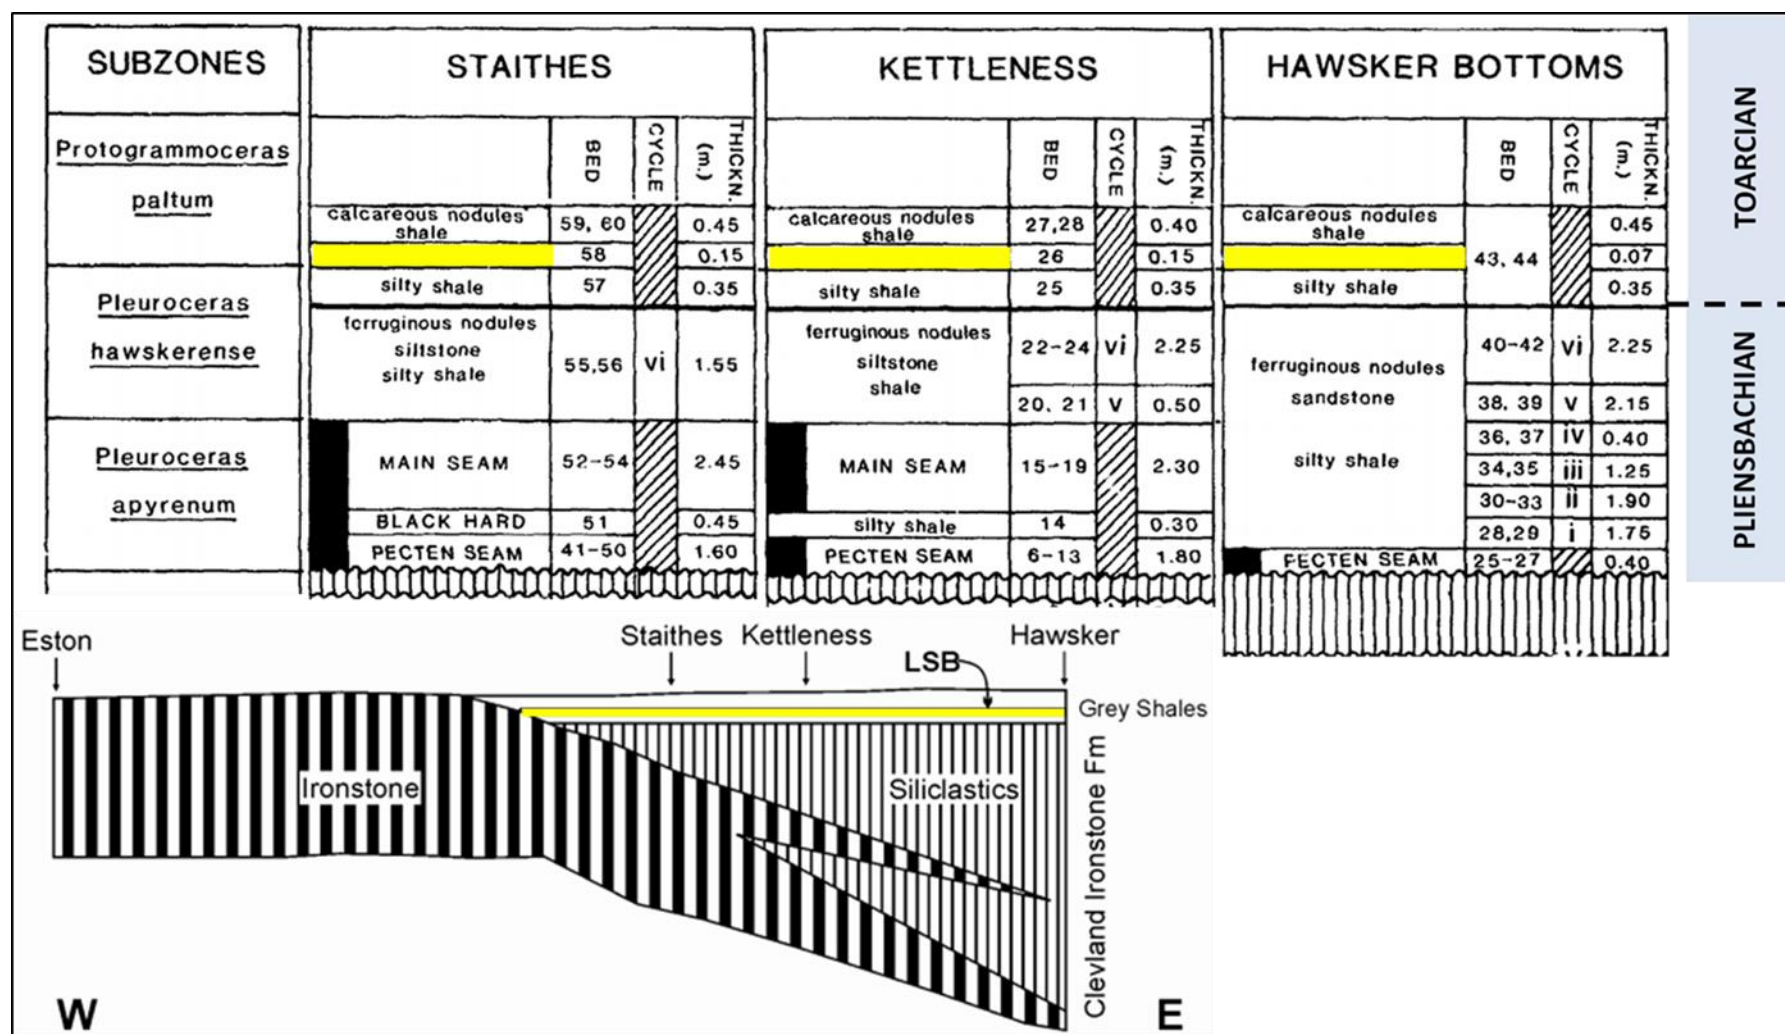 SUBZONES
STAITHES
KETTLENESS
HAWSKER BOTTOMS
TOARCIAN
PLIENSBACHIAN
Protogrammoceras
paltum
Pleuroceras
hawskerense
Pleuroceras
apyrenum
BED
CYCLE
THICKN.
(m.)
calcareous nodules
shale
59, 60
0.45
58
0.15
silty shale
57
0.35
ferruginous nodules
siltstone
silty shale
55,56
vi
1.55
MAIN SEAM
52-54
2.45
BLACK HARD
51
0.45
PECTEN SEAM
41-50
1.60
BED
CYCLE
THICKN.
(m.)
calcareous nodules
shale
27,28
0.40
26
0.15
silty shale
25
0.35
ferruginous nodules
siltstone
shale
22-24
vi
2.25
20, 21
v
0.50
MAIN SEAM
15-19
2.30
silty shale
14
0.30
PECTEN SEAM
6-13
1.80
BED
CYCLE
THICKN.
(m.)
calcareous nodules
shale
43, 44
0.45
0.07
silty shale
0.35
ferruginous nodules
sandstone
silty shale
40-42
vi
2.25
38, 39
v
2.15
36, 37
iv
0.40
34,35
iii
1.25
30-33
ii
1.90
28,29
i
1.75
PECTEN SEAM
25-27
0.40
Eston
Staithes
Kettleness
Hawsker
LSB
Grey Shales
Ironstone
Siliclastics
Clevland Ironstone Fm
W
E